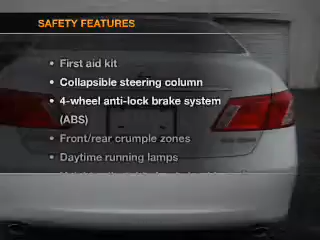 SAFETY FEATURES
• First aid kit
• Collapsible steering column
• 4-wheel anti-lock brake system
(ABS)
• Front/rear crumple zones
• Daytime running lamps